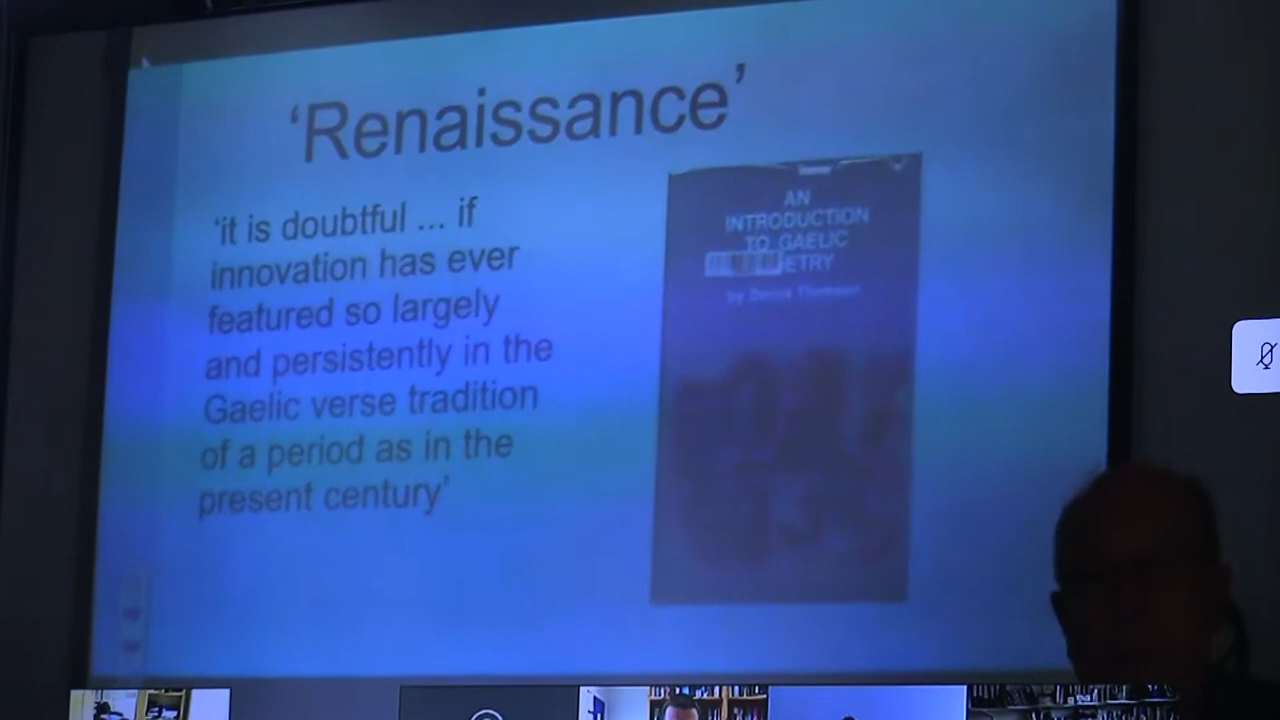 ‘Renaissance’
‘it is doubtful ... if
innovation has ever
featured so largely
and persistently in the
Gaelic verse tradition
of a period as in the
present century’
AN
INTRODUCTION
TO GAELIC
ETRY
by Derick Thomson